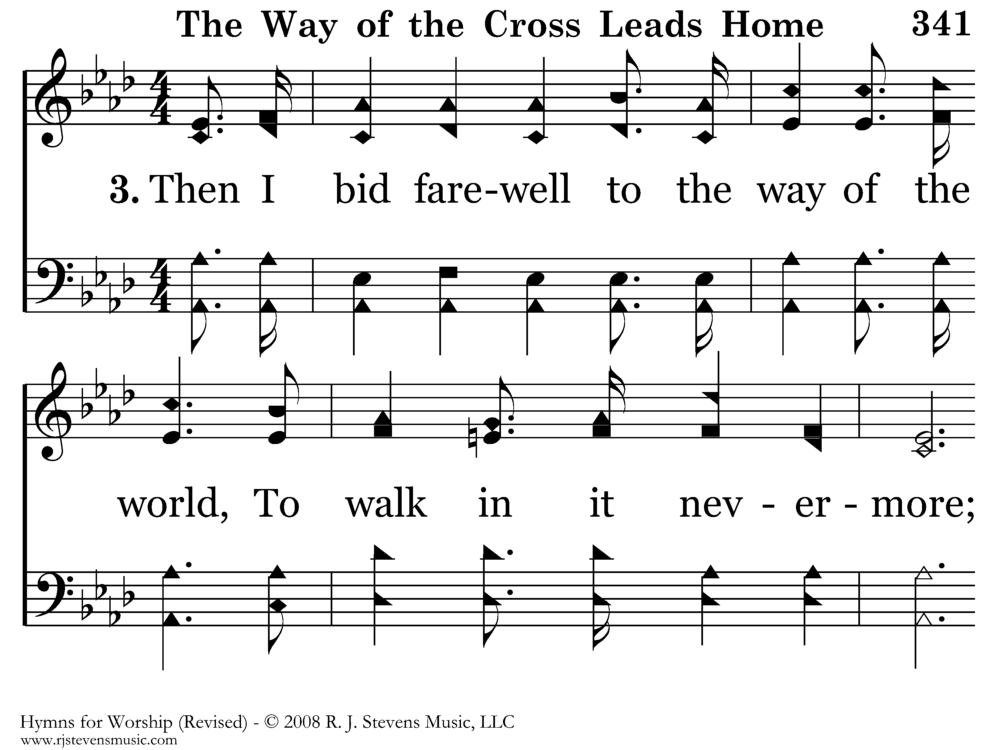 The Way of the Cross Leads Home 341
3. Then I bid fare-well to the way of the
world, To walk in it nev - er - more;
Hymns for Worship (Revised) - © 2008 R. J. Stevens Music, LLC
www.rjstevensmusic.com